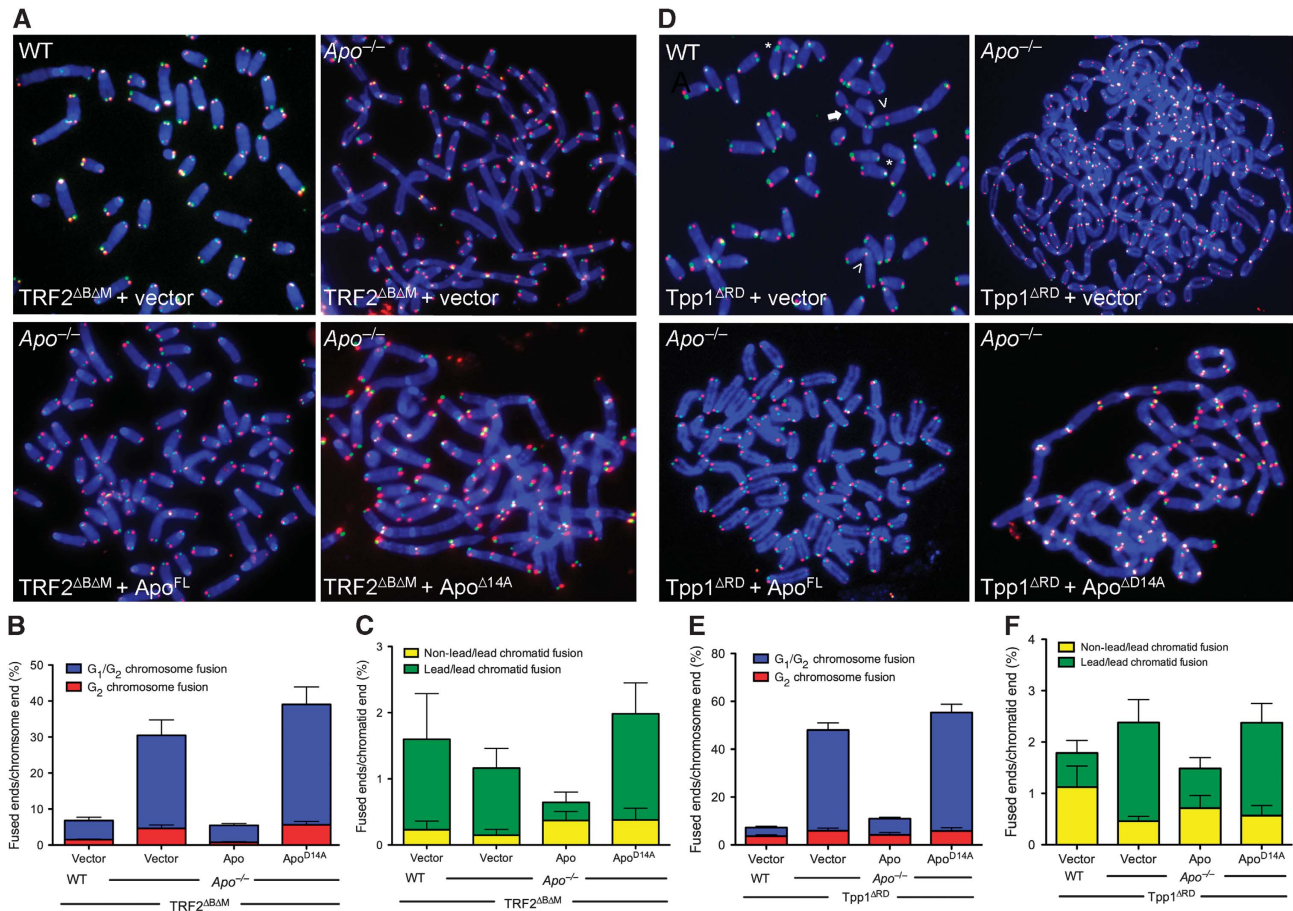 A
WT
TRF2ΔBΔM + vector
Apo–/–
TRF2ΔBΔM + vector
Apo–/–
TRF2ΔBΔM + ApoFL
Apo–/–
TRF2ΔBΔM + ApoΔ14A
D
WT
*
A
>
*
>
Tpp1ΔRD + vector
Apo–/–
Tpp1ΔRD + vector
Apo–/–
Tpp1ΔRD + ApoFL
Apo–/–
Tpp1ΔRD + ApoΔD14A
B
Fused ends/chromsome end (%)
50
40
30
20
10
0
G1/G2 chromosome fusion
G2 chromosome fusion
Vector Vector Apo ApoD14A
WT Apo–/–
TRF2ΔBΔM
C
Fused ends/chromatid end (%)
3
2
1
0
Non-lead/lead chromatid fusion
Lead/lead chromatid fusion
Vector Vector Apo ApoD14A
WT Apo–/–
TRF2ΔBΔM
E
Fused ends/chromosome end (%)
80
60
40
20
0
G1/G2 chromosome fusion
G2 chromosome fusion
Vector Vector Apo ApoD14A
WT Apo–/–
Tpp1ΔRD
F
Fused ends/chromatid end (%)
4
3
2
1
0
Non-lead/lead chromatid fusion
Lead/lead chromatid fusion
Vector Vector Apo ApoD14A
WT Apo–/–
Tpp1ΔRD